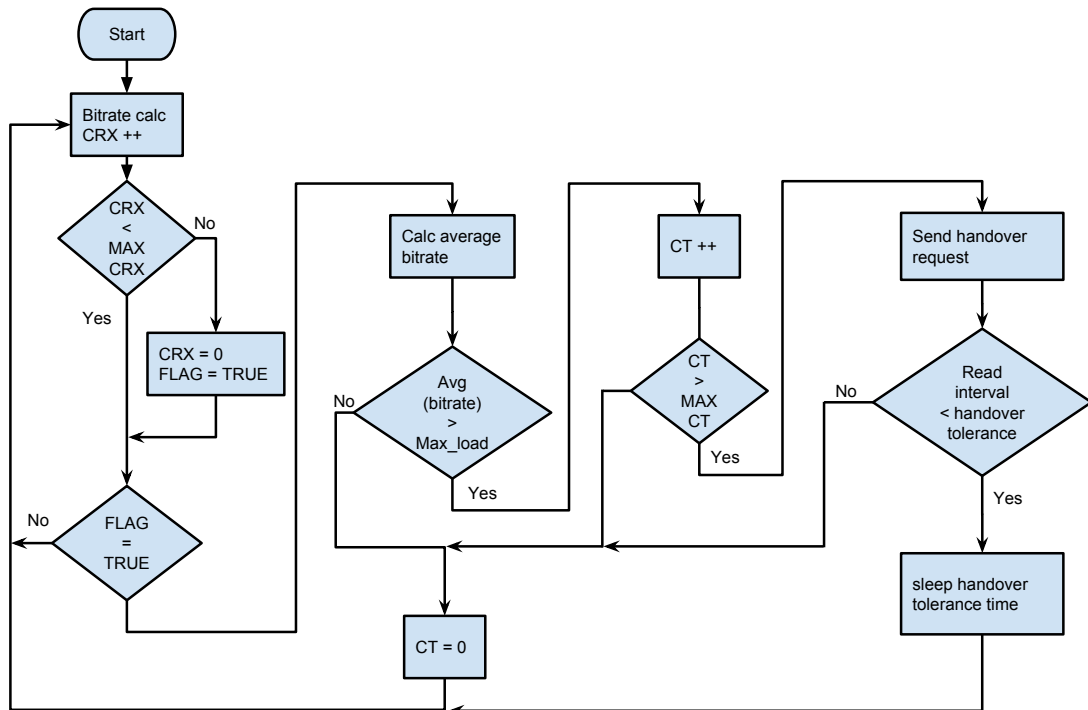 Start
Bitrate calc
CRX ++
CRX
<
MAX
CRX
No
Yes
CRX = 0
FLAG = TRUE
FLAG
=
TRUE
No
Calc average
bitrate
Avg
(bitrate)
>
Max_load
No
Yes
CT = 0
CT ++
CT
>
MAX
CT
Yes
Send handover
request
Read
interval
< handover
tolerance
No
Yes
sleep handover
tolerance time